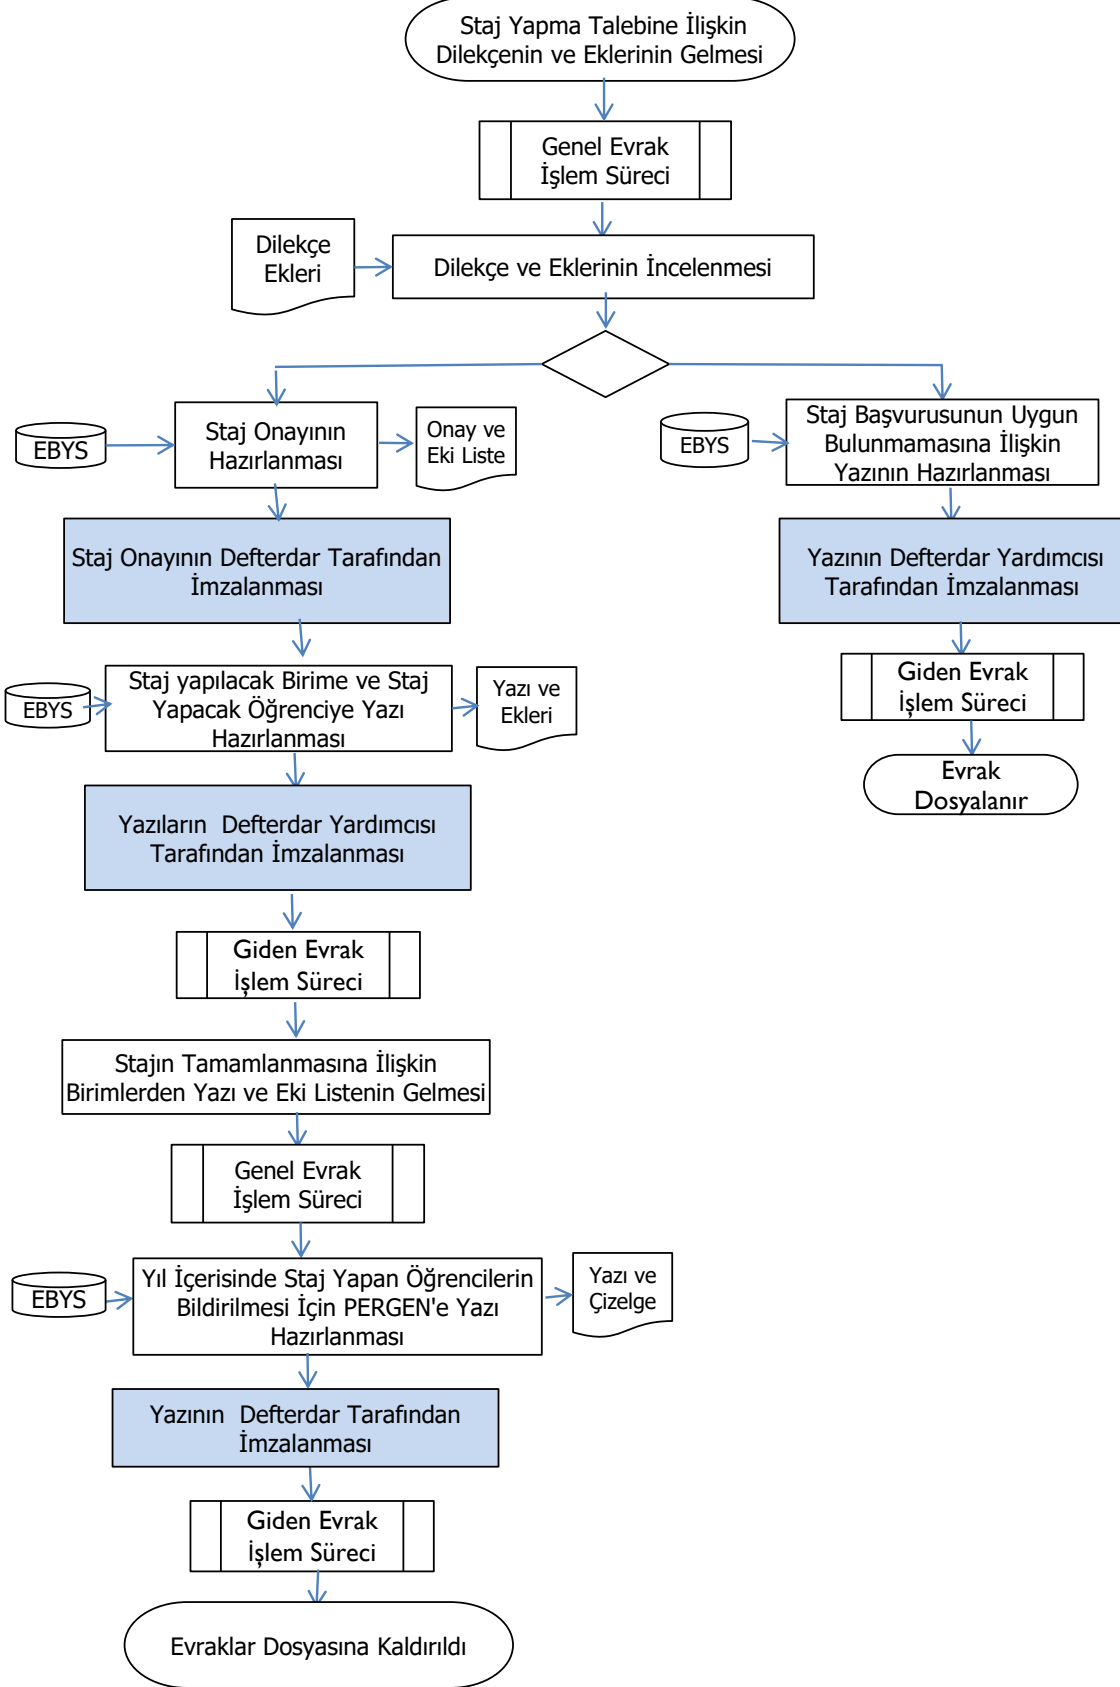 Staj Yapma Talebine İlişkin
Dilekçenin ve Eklerinin Gelmesi
Genel Evrak
İşlem Süreci
Dilekçe
Ekleri
Dilekçe ve Eklerinin İncelenmesi
EBYS
Staj Onayının
Hazırlanması
Onay ve
Eki Liste
EBYS
Staj Başvurusunun Uygun
Bulunmamasına İlişkin
Yazının Hazırlanması
Staj Onayının Defterdar Tarafından
İmzalanması
Yazının Defterdar Yardımcısı
Tarafından İmzalanması
EBYS
Staj yapılacak Birime ve Staj
Yapacak Öğrenciye Yazı
Hazırlanması
Yazı ve
Ekleri
Giden Evrak
İşlem Süreci
Evrak
Dosyalanır
Yazıların  Defterdar Yardımcısı
Tarafından İmzalanması
Giden Evrak
İşlem Süreci
Stajın Tamamlanmasına İlişkin
Birimlerden Yazı ve Eki Listenin Gelmesi
Genel Evrak
İşlem Süreci
EBYS
Yıl İçerisinde Staj Yapan Öğrencilerin
Bildirilmesi İçin PERGEN'e Yazı
Hazırlanması
Yazı ve
Çizelge
Yazının  Defterdar Tarafından
İmzalanması
Giden Evrak
İşlem Süreci
Evraklar Dosyasına Kaldırıldı